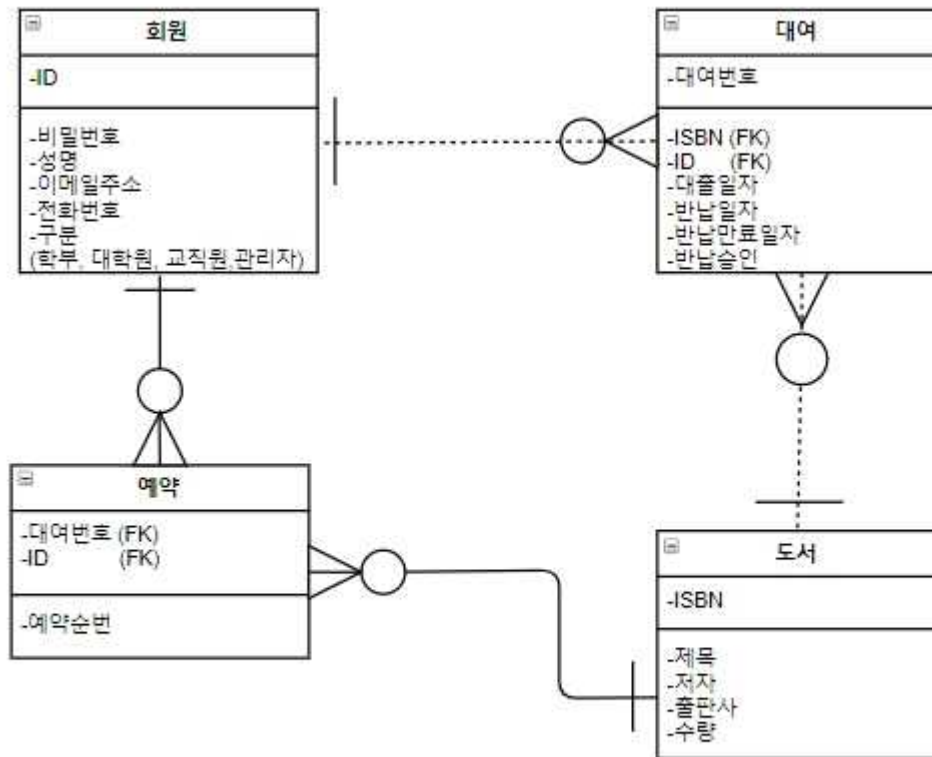 회원
-ID
-비밀번호
-성명
-이메일주소
-전화번호
-구분
(학부, 대학원, 교직원,관리자)
대여
-대여번호
-ISBN (FK)
-ID (FK)
-대출일자
-반납일자
-반납만료일자
-반납승인
예약
-대여번호 (FK)
-ID (FK)
-예약순번
도서
-ISBN
-제목
-저자
-출판사
-수량